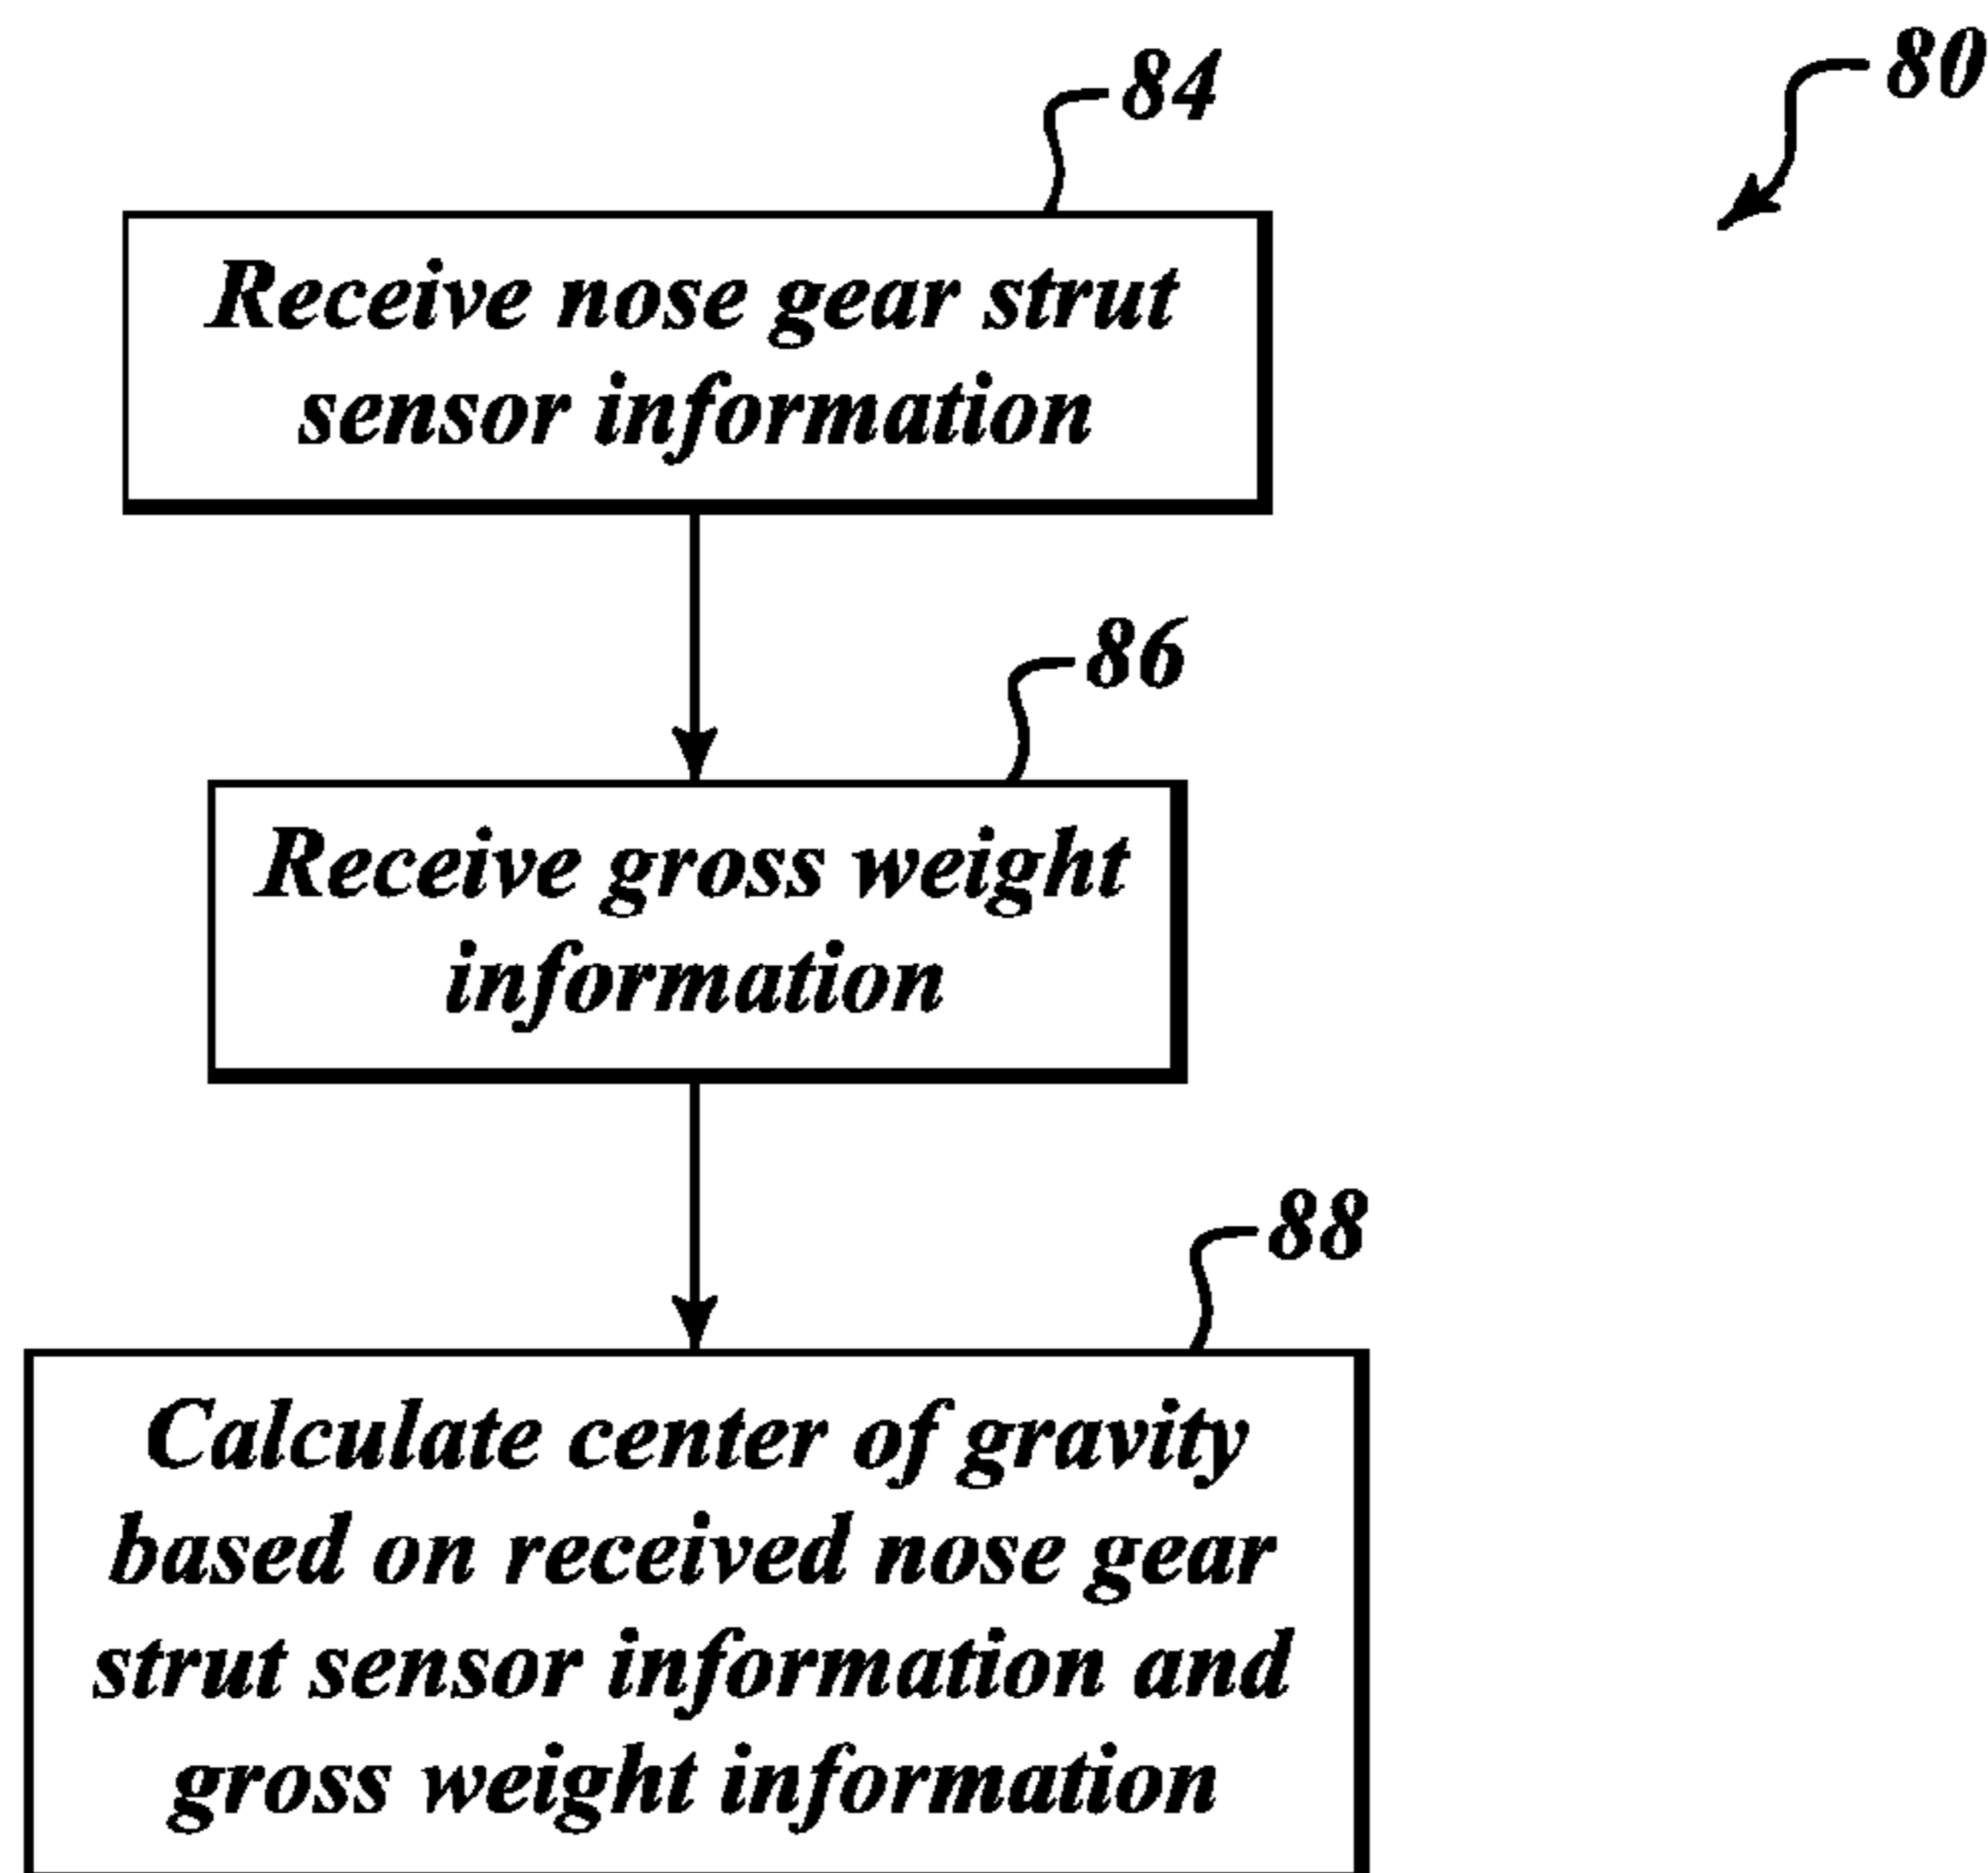 84
80
Receive nose gear strut
sensor information
86
Receive gross weight
information
88
Calculate center of gravity
based on received nose gear
strut sensor information and
gross weight information